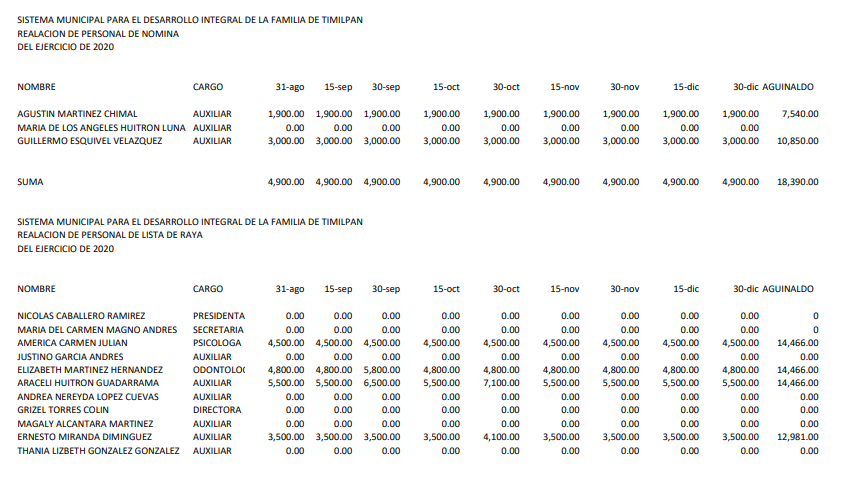 SISTEMA MUNICIPAL PARA EL DESARROLLO INTEGRAL DE LA FAMILIA DE TIMILPAN
REALACION DE PERSONAL DE NOMINA
DEL EJERCICIO DE 2020
NOMBRE CARGO 31-ago 15-sep 30-sep 15-oct 30-oct 15-nov 30-nov 15-dic 30-dic AGUINALDO
AGUSTIN MARTINEZ CHIMAL AUXILIAR 1,900.00 1,900.00 1,900.00 1,900.00 1,900.00 1,900.00 1,900.00 1,900.00 1,900.00 7,540.00
MARIA DE LOS ANGELES HUITRON LUNA AUXILIAR 0.00 0.00 0.00 0.00 0.00 0.00 0.00 0.00 0.00
GUILLERMO ESQUIVEL VELAZQUEZ AUXILIAR 3,000.00 3,000.00 3,000.00 3,000.00 3,000.00 3,000.00 3,000.00 3,000.00 3,000.00 10,850.00
SUMA 4,900.00 4,900.00 4,900.00 4,900.00 4,900.00 4,900.00 4,900.00 4,900.00 4,900.00 18,390.00
SISTEMA MUNICIPAL PARA EL DESARROLLO INTEGRAL DE LA FAMILIA DE TIMILPAN
REALACION DE PERSONAL DE LISTA DE RAYA
DEL EJERCICIO DE 2020
NOMBRE CARGO 31-ago 15-sep 30-sep 15-oct 30-oct 15-nov 30-nov 15-dic 30-dic AGUINALDO
NICOLAS CABALLERO RAMIREZ PRESIDENTA 0.00 0.00 0.00 0.00 0.00 0.00 0.00 0.00 0.00 0
MARIA DEL CARMEN MAGNO ANDRES SECRETARIA 0.00 0.00 0.00 0.00 0.00 0.00 0.00 0.00 0.00 0
AMERICA CARMEN JULIAN PSICOLOGA 4,500.00 4,500.00 4,500.00 4,500.00 4,500.00 4,500.00 4,500.00 4,500.00 4,500.00 14,466.00
JUSTINO GARCIA ANDRES AUXILIAR 0.00 0.00 0.00 0.00 0.00 0.00 0.00 0.00 0.00 0.00
ELIZABETH MARTINEZ HERNANDEZ ODONTOLO 4,800.00 4,800.00 5,800.00 4,800.00 4,800.00 4,800.00 4,800.00 4,800.00 4,800.00 14,466.00
ARACELI HUITRON GUADARRAMA AUXILIAR 5,500.00 5,500.00 6,500.00 5,500.00 7,100.00 5,500.00 5,500.00 5,500.00 5,500.00 14,466.00
ANDREA NEREYDA LOPEZ CUEVAS AUXILIAR 0.00 0.00 0.00 0.00 0.00 0.00 0.00 0.00 0.00 0.00
GRIZEL TORRES COLIN DIRECTORA 0.00 0.00 0.00 0.00 0.00 0.00 0.00 0.00 0.00 0.00
MAGALY ALCANTARA MARTINEZ AUXILIAR 0.00 0.00 0.00 0.00 0.00 0.00 0.00 0.00 0.00 0.00
ERNESTO MIRANDA DIMINGUEZ AUXILIAR 3,500.00 3,500.00 3,500.00 3,500.00 4,100.00 3,500.00 3,500.00 3,500.00 3,500.00 12,981.00
THANIA LIZBETH GONZALEZ GONZALEZ AUXILIAR 0.00 0.00 0.00 0.00 0.00 0.00 0.00 0.00 0.00 0.00